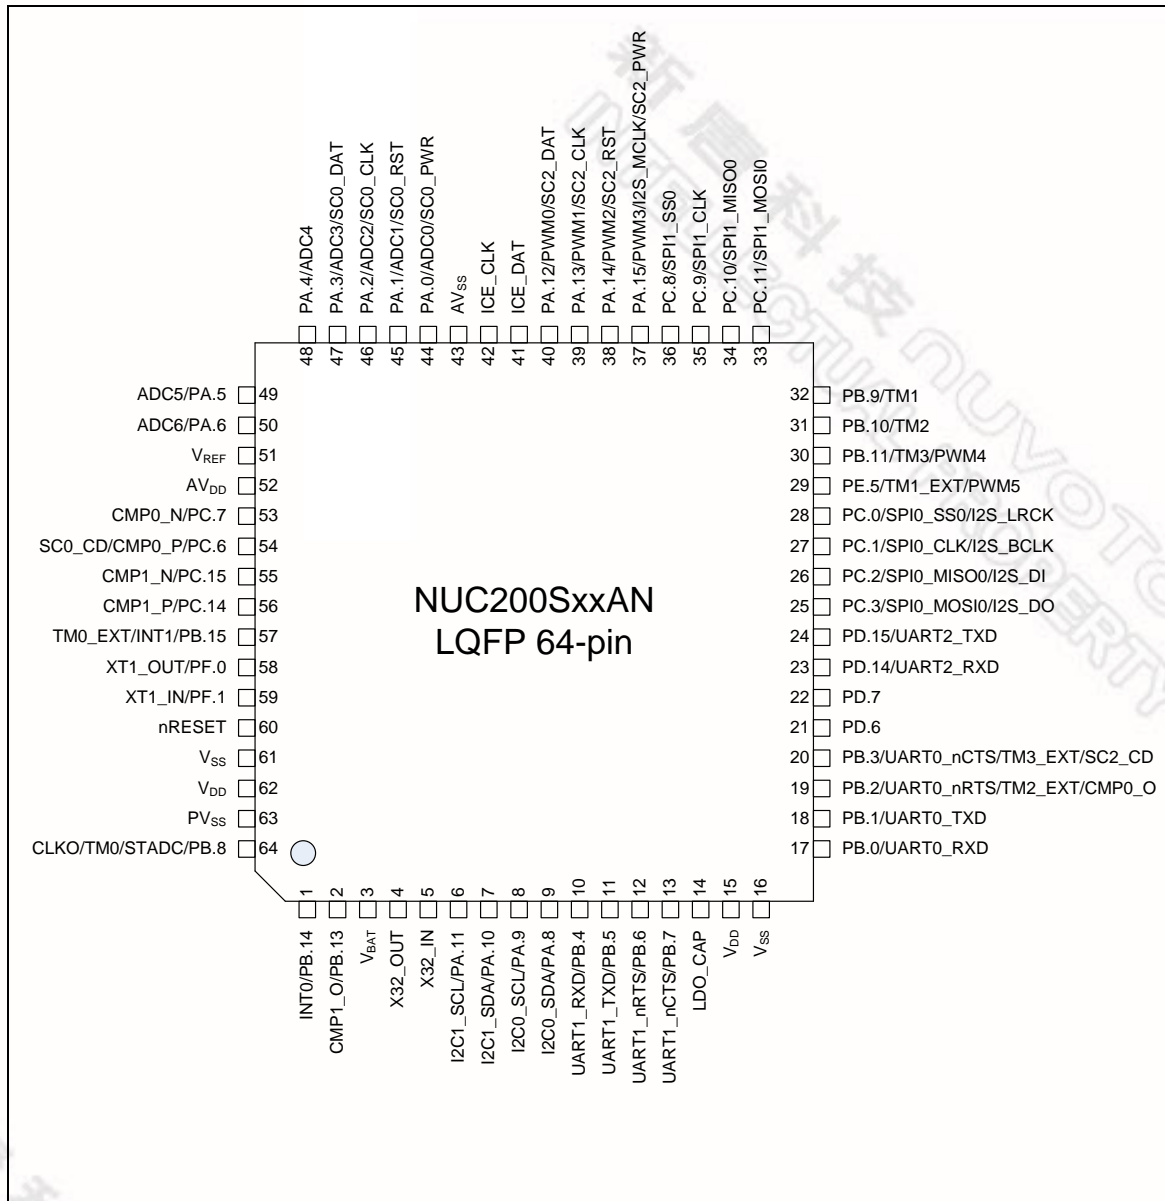 新唐科技 nuvoTo
INTELLECTUAL PROPERTY
PA.4/ADC4
PA.3/ADC3/SC0_DAT
PA.2/ADC2/SC0_CLK
PA.1/ADC1/SC0_RST
PA.0/ADC0/SC0_PWR
AVSS
ICE_CLK
ICE_DAT
PA.12/PWM0/SC2_DAT
PA.13/PWM1/SC2_CLK
PA.14/PWM2/SC2_RST
PA.15/PWM3/I2S_MCLK/SC2_PWR
PC.8/SPI1_SS0
PC.9/SPI1_CLK
PC.10/SPI1_MISO0
PC.11/SPI1_MOSI0
48 47 46 45 44 43 42 41 40 39 38 37 36 35 34 33
ADC5/PA.5 49
ADC6/PA.6 50
VREF 51
AVDD 52
CMP0_N/PC.7 53
SC0_CD/CMP0_P/PC.6 54
CMP1_N/PC.15 55
CMP1_P/PC.14 56
TM0_EXT/INT1/PB.15 57
XT1_OUT/PF.0 58
XT1_IN/PF.1 59
nRESET 60
VSS 61
VDD 62
PVSS 63
CLKO/TM0/STADC/PB.8 64
NUC200SxxAN
LQFP 64-pin
32 PB.9/TM1
31 PB.10/TM2
30 PB.11/TM3/PWM4
29 PE.5/TM1_EXT/PWM5
28 PC.0/SPI0_SS0/I2S_LRCK
27 PC.1/SPI0_CLK/I2S_BCLK
26 PC.2/SPI0_MISO0/I2S_DI
25 PC.3/SPI0_MOSI0/I2S_DO
24 PD.15/UART2_TXD
23 PD.14/UART2_RXD
22 PD.7
21 PD.6
20 PB.3/UART0_nCTS/TM3_EXT/SC2_CD
19 PB.2/UART0_nRTS/TM2_EXT/CMP0_O
18 PB.1/UART0_TXD
17 PB.0/UART0_RXD
1 2 3 4 5 6 7 8 9 10 11 12 13 14 15 16
INT0/PB.14
CMP1_O/PB.13
VBAT
X32_OUT
X32_IN
I2C1_SCL/PA.11
I2C1_SDA/PA.10
I2C0_SCL/PA.9
I2C0_SDA/PA.8
UART1_RXD/PB.4
UART1_TXD/PB.5
UART1_nRTS/PB.6
UART1_nCTS/PB.7
LDO_CAP
VDD
VSS